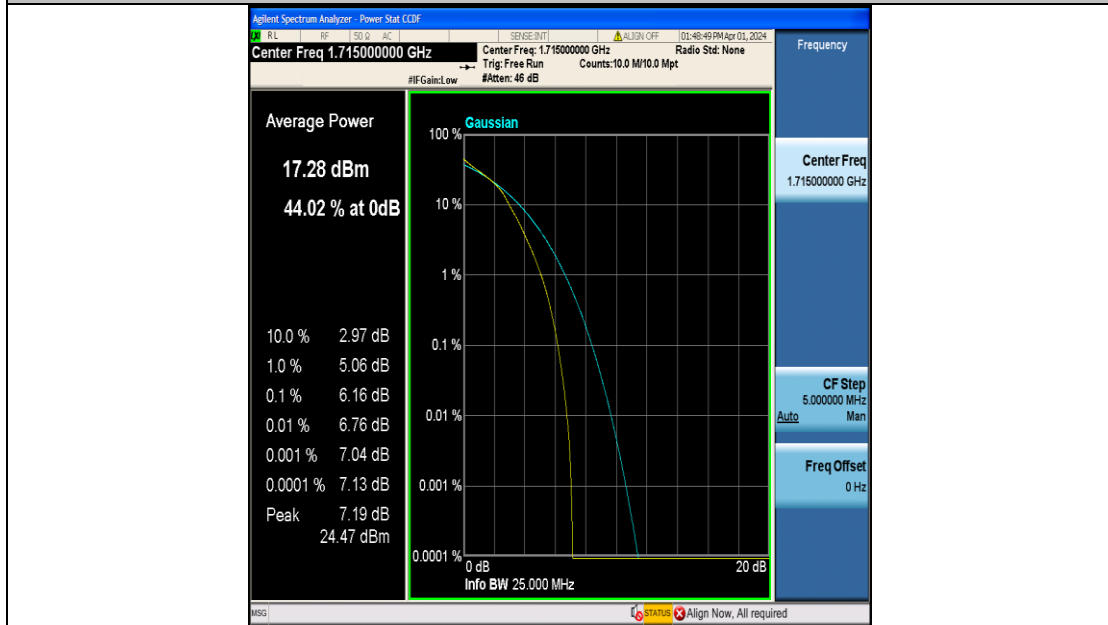 Agilent Spectrum Analyzer - Power Stat CCDF
RL RF 50 Ω AC SENSE:INT ALIGN OFF 01:48:49 PM Apr 01, 2024
Center Freq 1.715000000 GHz
Center Freq: 1.715000000 GHz Radio Std: None
Trig: Free Run Counts:10.0 M/10.0 Mpt
#IFGain:Low #Atten: 46 dB
Frequency
Average Power
17.28 dBm
44.02 % at 0dB
10.0 % 2.97 dB
1.0 % 5.06 dB
0.1 % 6.16 dB
0.01 % 6.76 dB
0.001 % 7.04 dB
0.0001 % 7.13 dB
Peak 7.19 dB
24.47 dBm
Gaussian
100 %
10 %
1 %
0.1 %
0.01 %
0.001 %
0.0001 %
0 dB 20 dB
Info BW 25.000 MHz
Center Freq
1.715000000 GHz
CF Step
5.000000 MHz
Auto Man
Freq Offset
0 Hz
MSG STATUS Align Now, All required